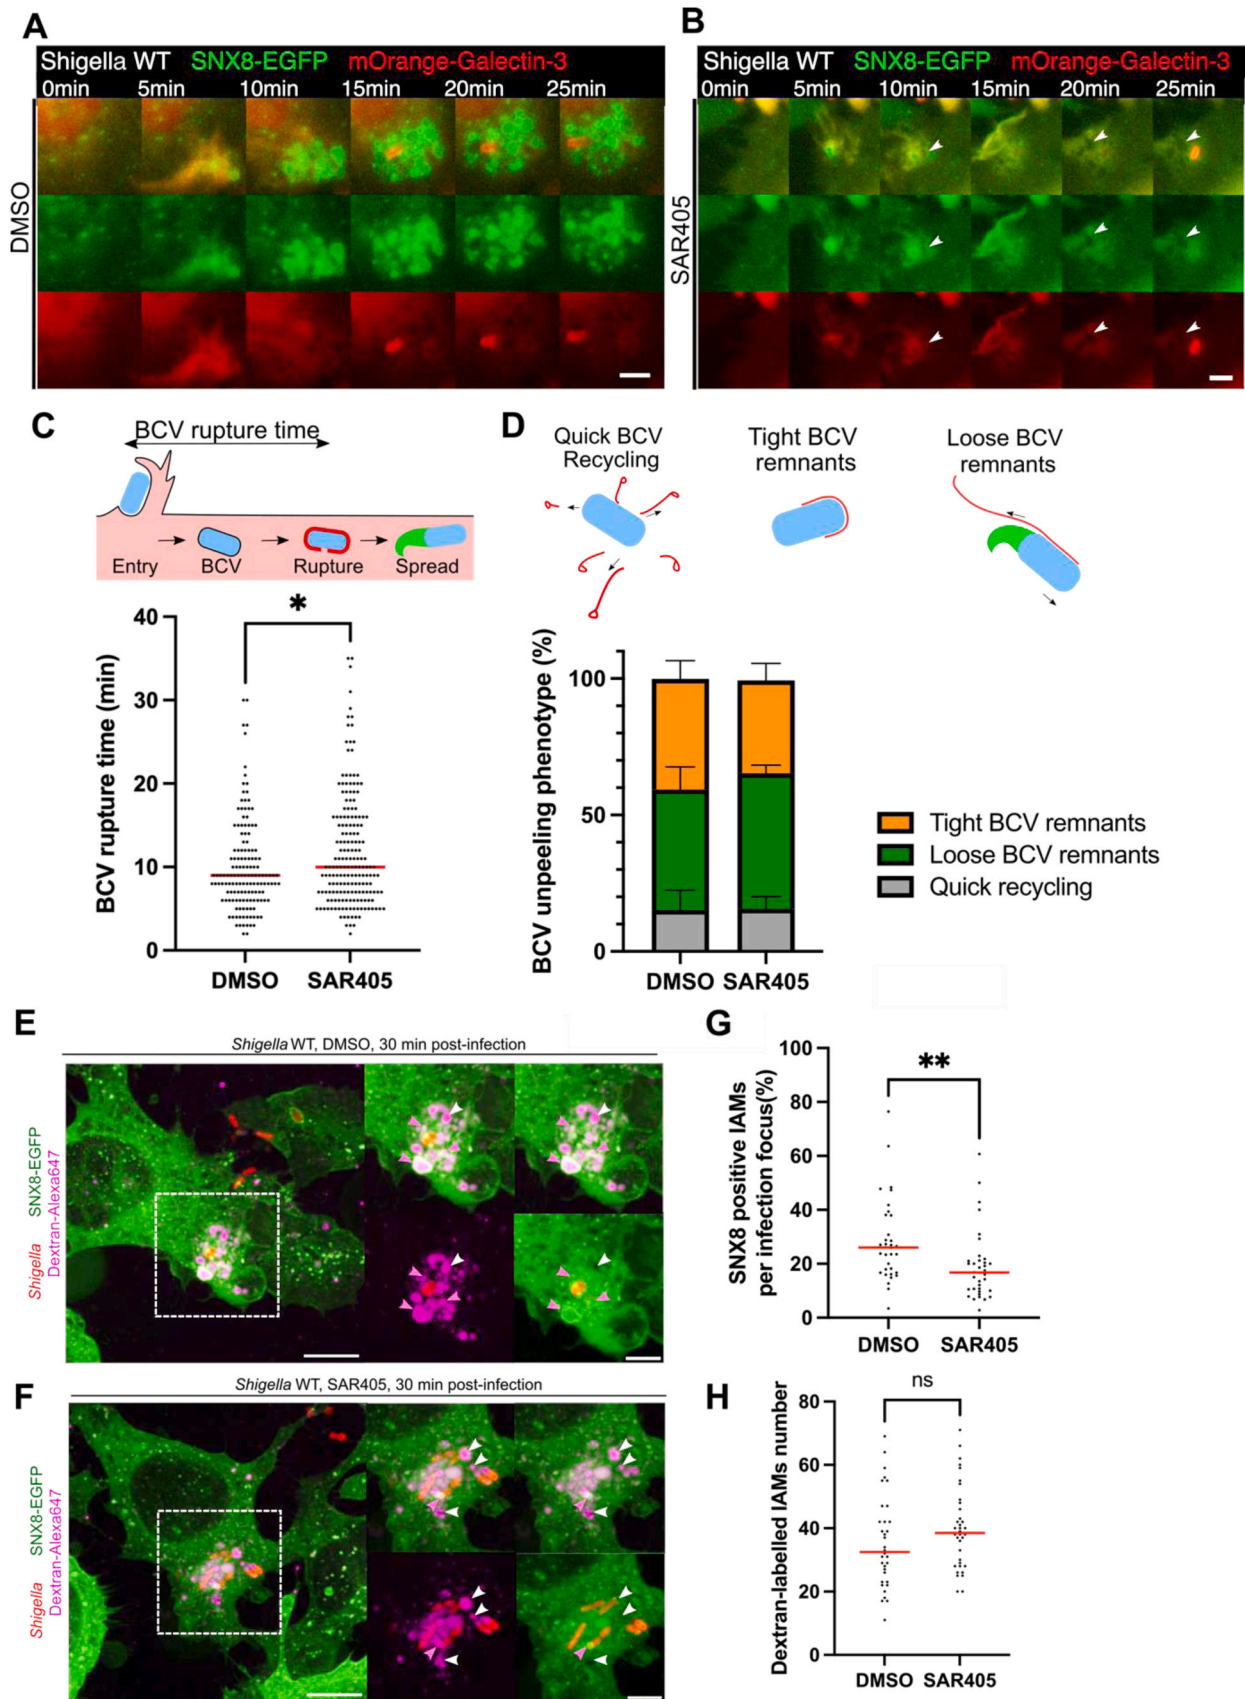 A
Shigella WT SNX8-EGFP mOrange-Galectin-3
0min 5min 10min 15min 20min 25min
DMSO
B
Shigella WT SNX8-EGFP mOrange-Galectin-3
0min 5min 10min 15min 20min 25min
SAR405
C
BCV rupture time
Entry BCV Rupture Spread
*
BCV rupture time (min)
40
30
20
10
0
DMSO SAR405
D
Quick BCV
Recycling
Tight BCV
remnants
Loose BCV
remnants
BCV unpeeling phenotype (%)
100
50
0
DMSO SAR405
Tight BCV remnants
Loose BCV remnants
Quick recycling
E
Shigella WT, DMSO, 30 min post-infection
Shigella SNX8-EGFP
Dextran-Alexa647
F
Shigella WT, SAR405, 30 min post-infection
Shigella SNX8-EGFP
Dextran-Alexa647
G
**
SNX8 positive IAMs
per infection focus(%)
100
80
60
40
20
0
DMSO SAR405
H
ns
Dextran-labelled IAMs number
80
60
40
20
0
DMSO SAR405